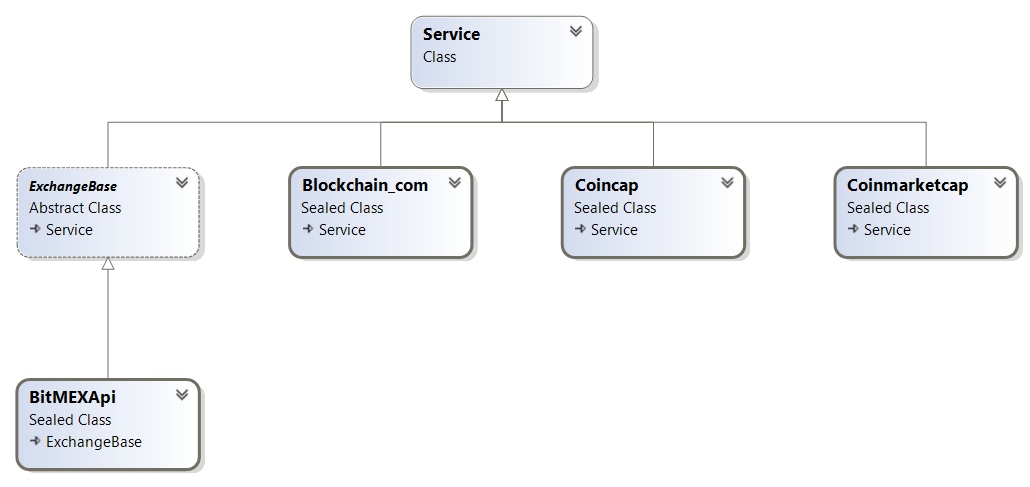 Service
Class
ExchangeBase
Abstract Class
Service
Blockchain_com
Sealed Class
Service
Coincap
Sealed Class
Service
Coinmarketcap
Sealed Class
Service
BitMEXApi
Sealed Class
ExchangeBase